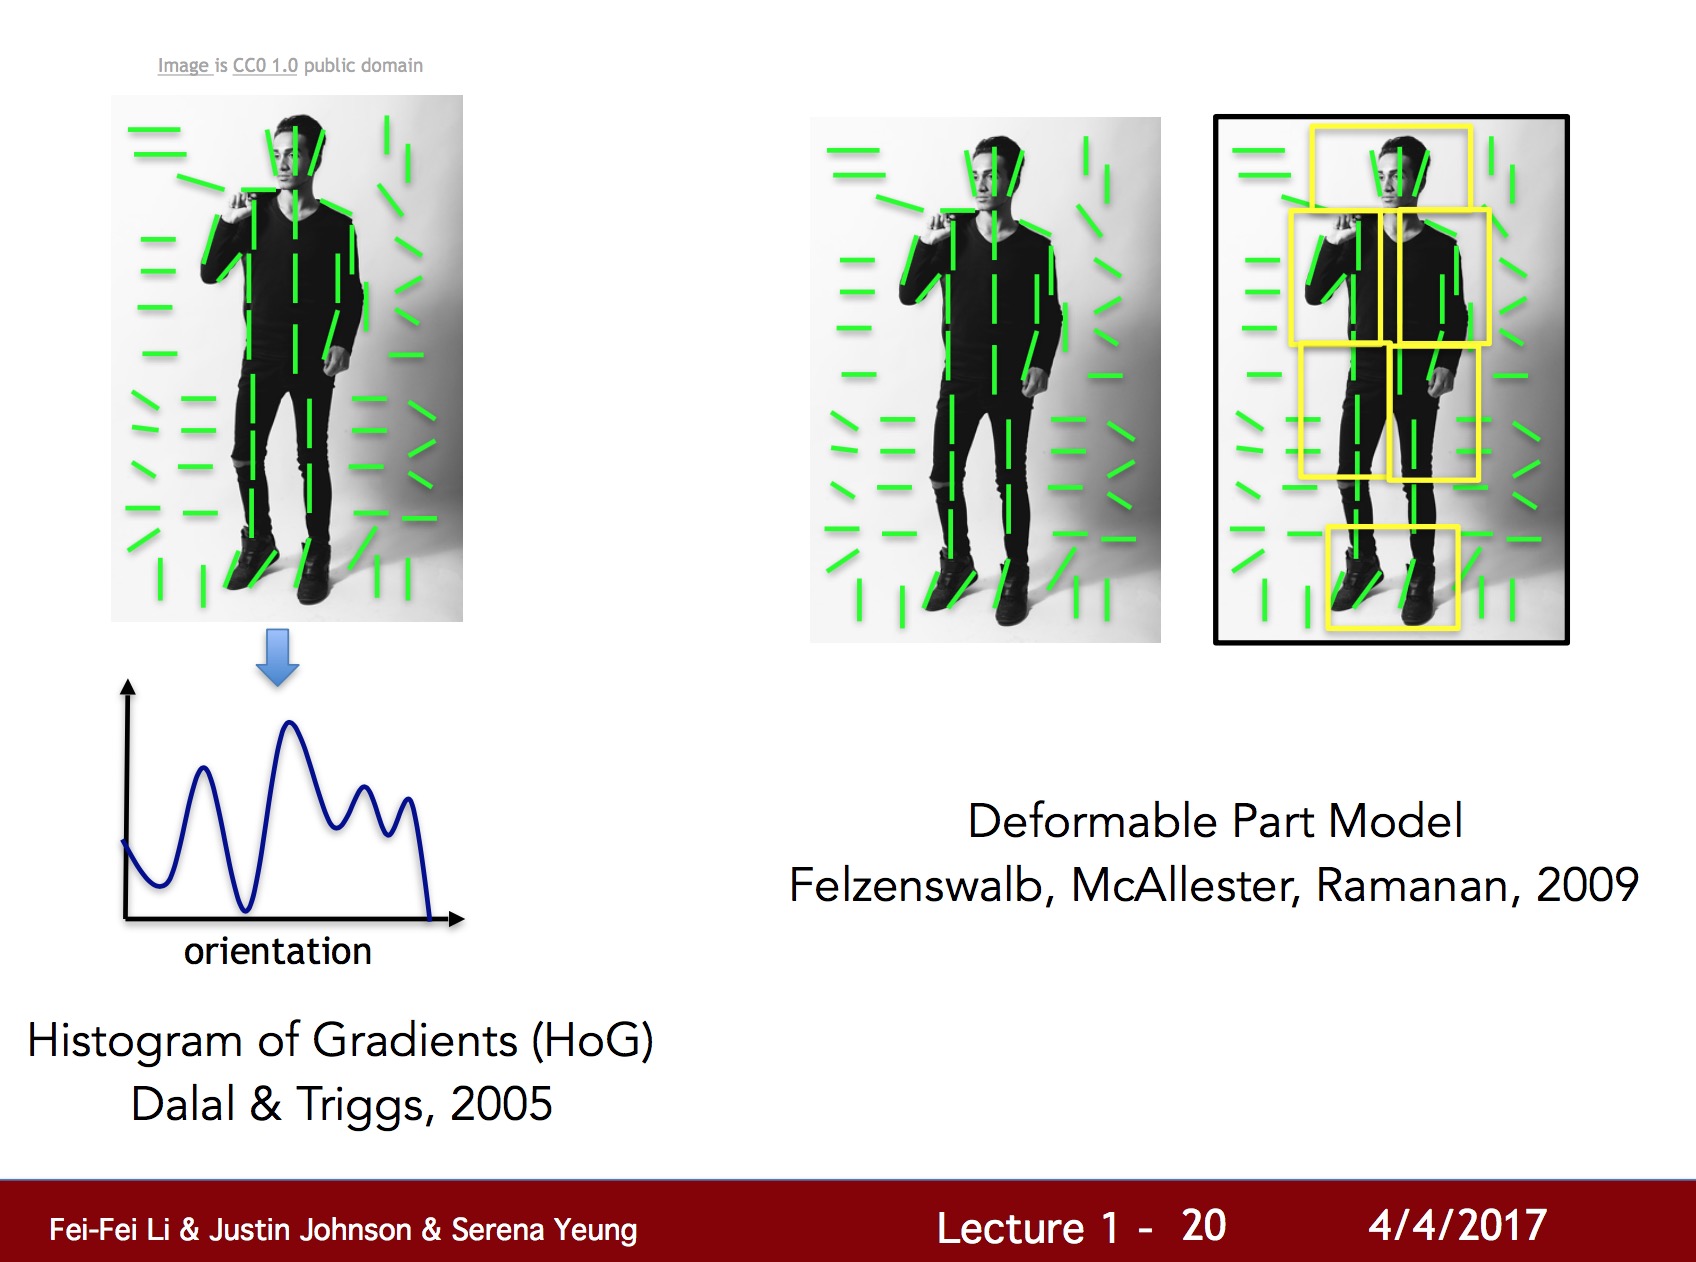 Image is CC0 1.0 public domain
orientation
Histogram of Gradients (HoG)
Dalal & Triggs, 2005
Deformable Part Model
Felzenswalb, McAllester, Ramanan, 2009
Fei-Fei Li & Justin Johnson & Serena Yeung
Lecture 1 - 20
4/4/2017